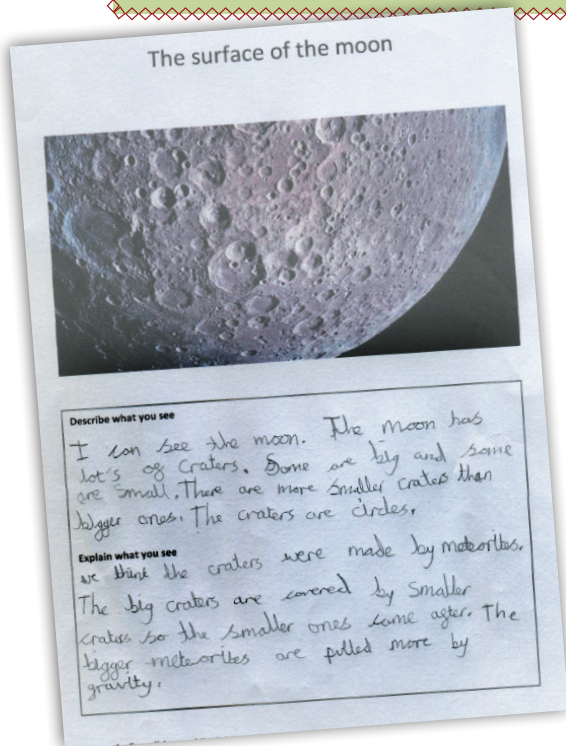 The surface of the moon
Describe what you see
I can see the moon. The moon has
lot's of craters. Some are big and some
are small. There are more smaller craters than
bigger ones. The craters are circles.
Explain what you see
we think the craters were made by meteorites.
The big craters are covered by smaller
craters so the smaller ones came after. The
bigger meteorites are pulled more by
gravity.